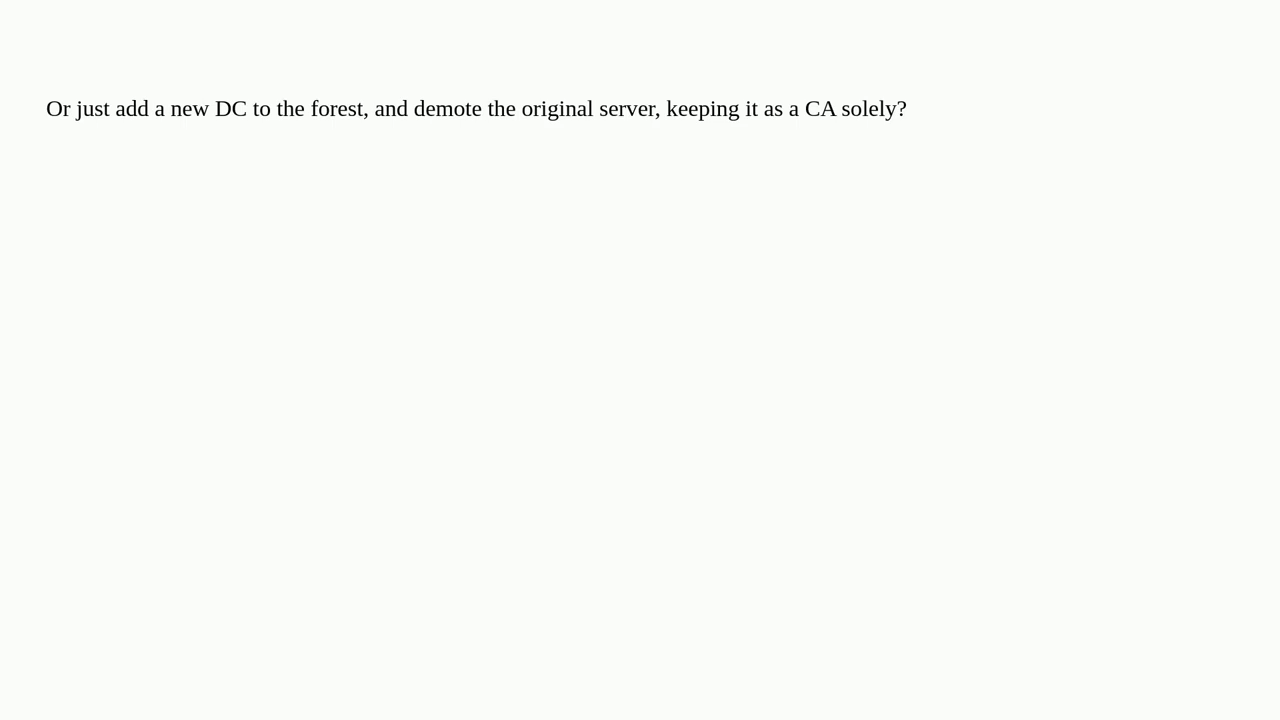 Or just add a new DC to the forest, and demote the original server, keeping it as a CA solely?